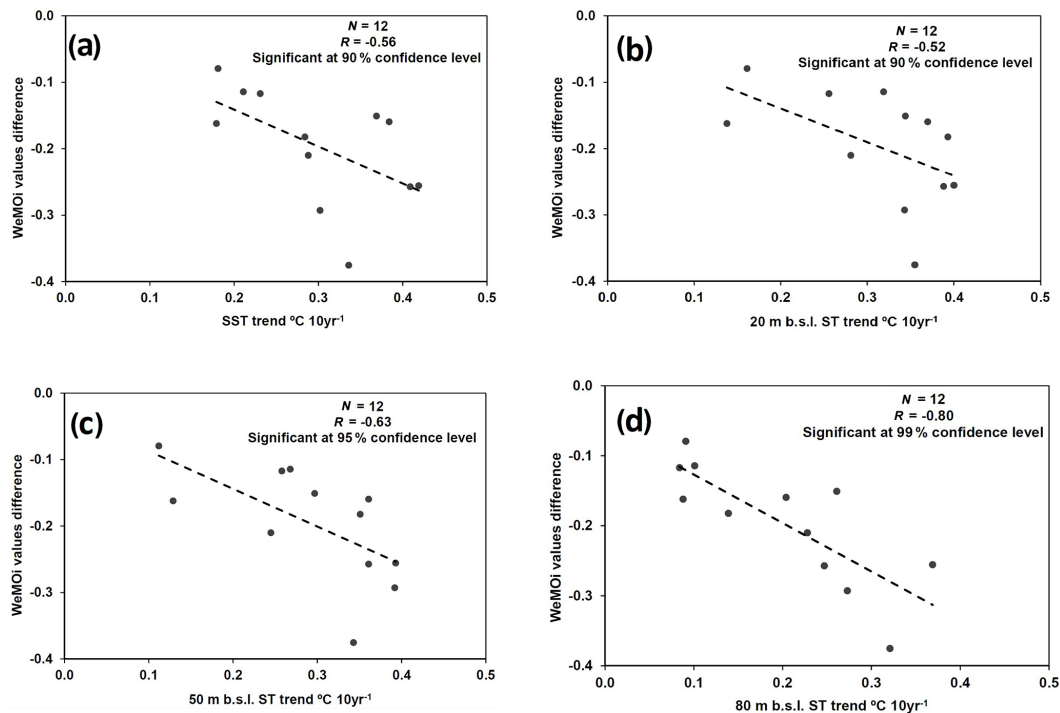 (a)
N = 12
R = -0.56
Significant at 90 % confidence level
WeMOi values difference
0.0
-0.1
-0.2
-0.3
-0.4
0.0 0.1 0.2 0.3 0.4 0.5
SST trend ºC 10yr-1
(b)
N = 12
R = -0.52
Significant at 90 % confidence level
WeMOi values difference
0.0
-0.1
-0.2
-0.3
-0.4
0.0 0.1 0.2 0.3 0.4 0.5
20 m b.s.l. ST trend ºC 10yr-1
(c)
N = 12
R = -0.63
Significant at 95 % confidence level
WeMOi values difference
0.0
-0.1
-0.2
-0.3
-0.4
0.0 0.1 0.2 0.3 0.4 0.5
50 m b.s.l. ST trend ºC 10yr-1
(d)
N = 12
R = -0.80
Significant at 99 % confidence level
WeMOi values difference
0.0
-0.1
-0.2
-0.3
-0.4
0.0 0.1 0.2 0.3 0.4 0.5
80 m b.s.l. ST trend ºC 10yr-1